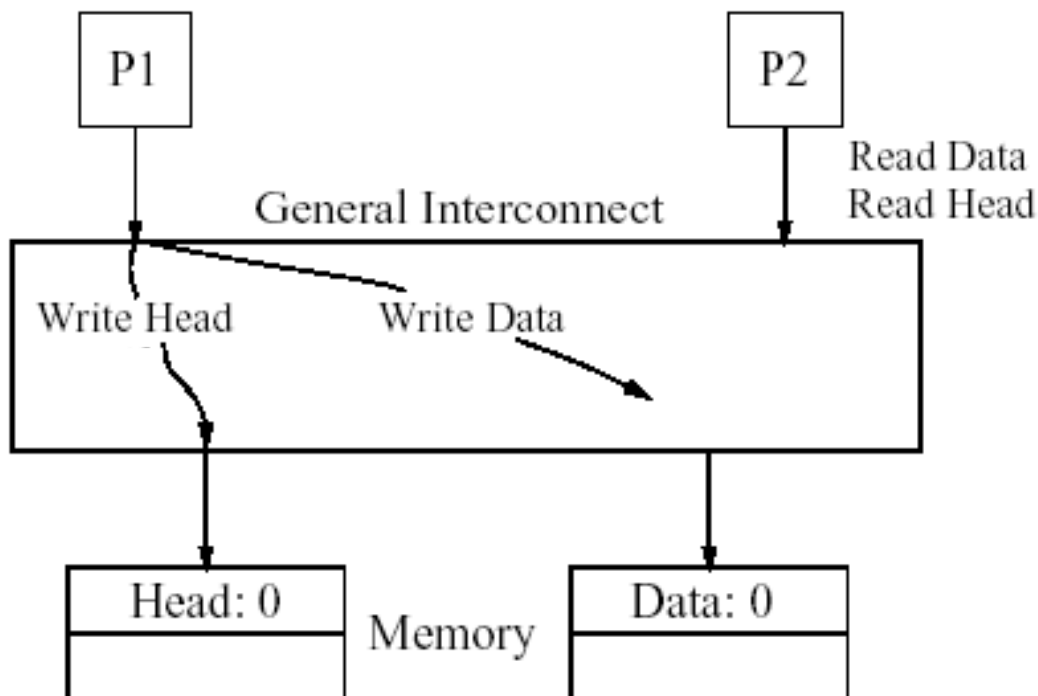 P1
P2
Read Data
Read Head
General Interconnect
Write Head
Write Data
Head: 0
Data: 0
Memory